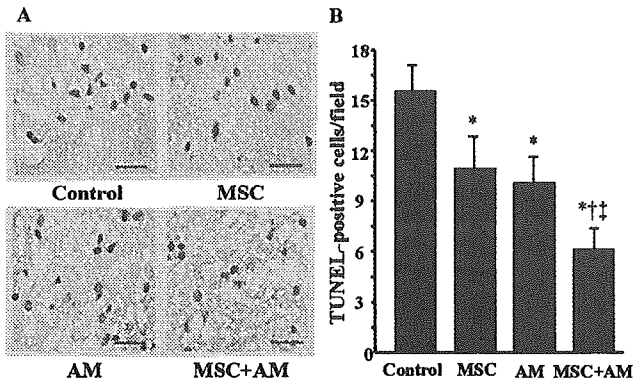 A
Control MSC
AM MSC+AM
B
TUNEL-positive cells/field
18
15
12
9
6
3
0
*
*
*†‡
Control MSC AM MSC+AM